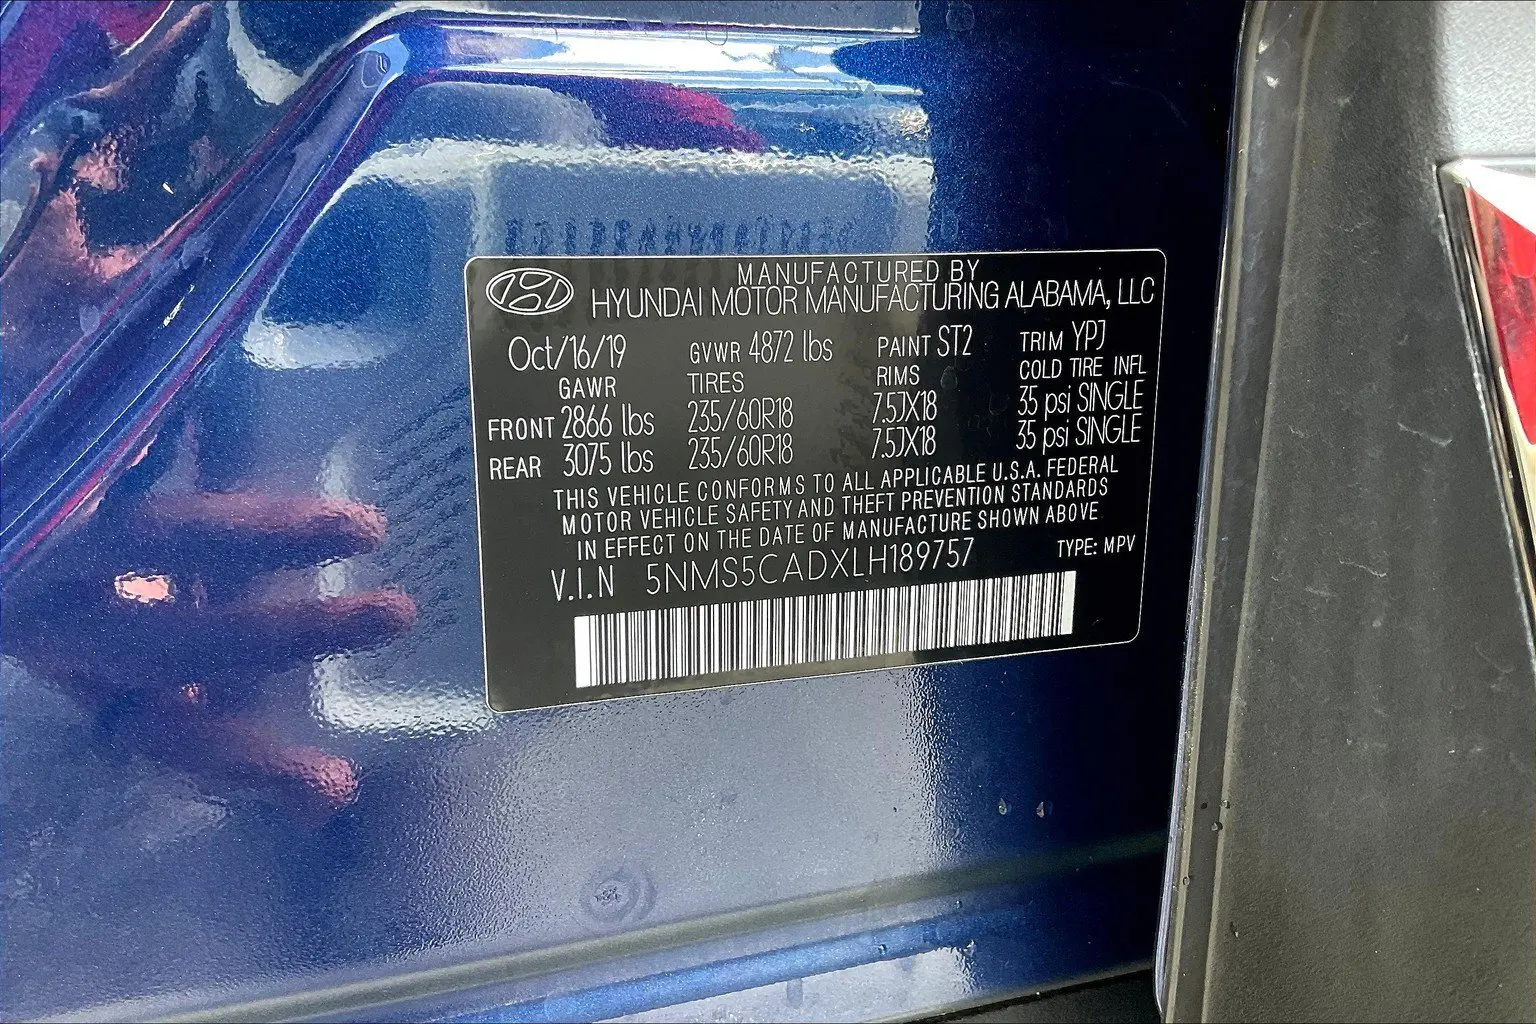 MANUFACTURED BY
HYUNDAI MOTOR MANUFACTURING ALABAMA, LLC
Oct/16/19 GVWR 4872 lbs PAINT ST2 TRIM YPJ
GAWR TIRES RIMS COLD TIRE INFL
FRONT 2866 lbs 235/60R18 7.5JX18 35 psi SINGLE
REAR 3075 lbs 235/60R18 7.5JX18 35 psi SINGLE
THIS VEHICLE CONFORMS TO ALL APPLICABLE U.S.A. FEDERAL
MOTOR VEHICLE SAFETY AND THEFT PREVENTION STANDARDS
IN EFFECT ON THE DATE OF MANUFACTURE SHOWN ABOVE
V.I.N 5NMS5CADXLH189757 TYPE: MPV